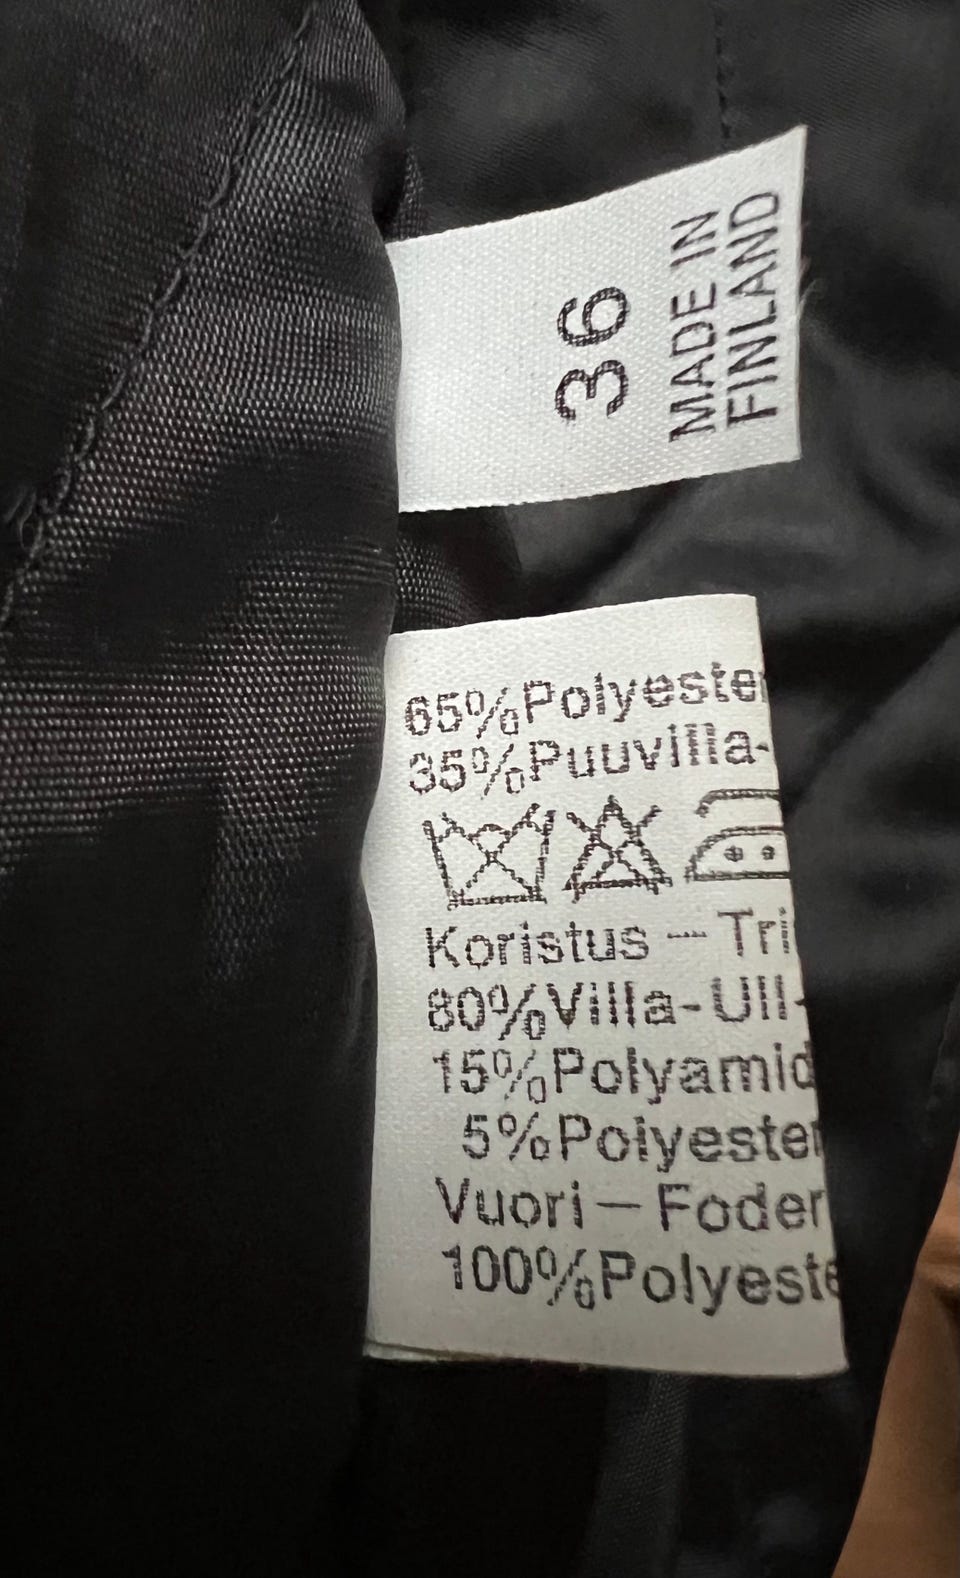 36
MADE IN
FINLAND
65% Polyester
35% Puuvilla-
Koristus – Tri
80% Villa-Ull-
15% Polyamid
5% Polyester
Vuori – Foder
100% Polyeste